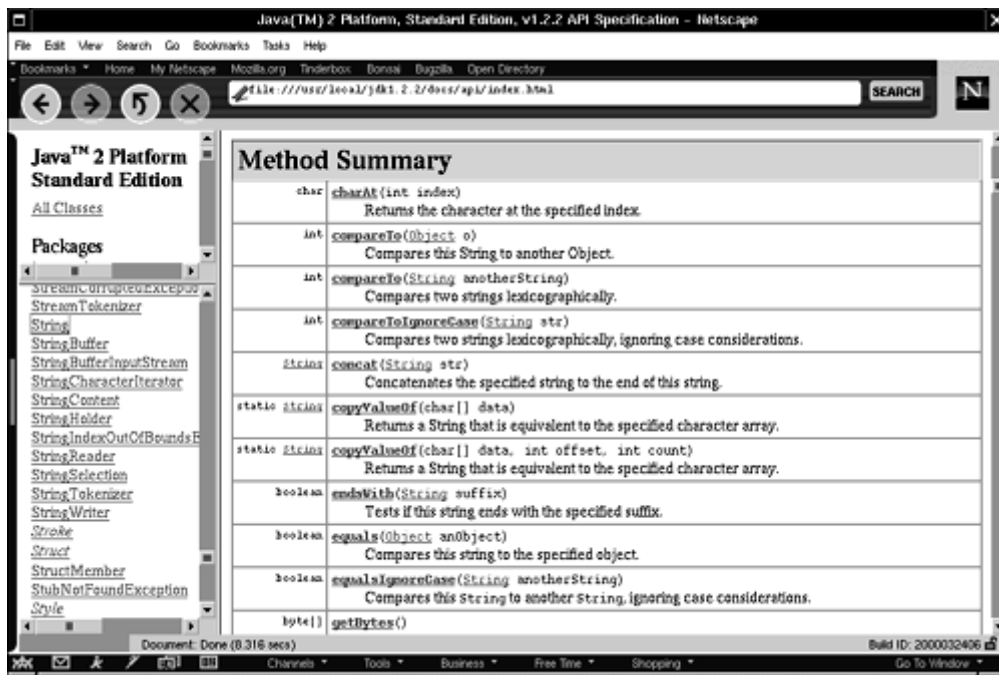 Java(TM) 2 Platform, Standard Edition, v1.2.2 API Specification - Netscape
File Edit View Search Go Bookmarks Tasks Help
Bookmarks Home My Netscape Mozilla.org Tinderbox Bonsai Bugzilla Open Directory
file:///usr/local/jdk1.2.2/docs/api/index.html
SEARCH
N
Java™ 2 Platform
Standard Edition
All Classes
Packages
StreamCorruptedExceptio
StreamTokenizer
String
StringBuffer
StringBufferInputStream
StringCharacterIterator
StringContent
StringHolder
StringIndexOutOfBoundsE
StringReader
StringSelection
StringTokenizer
StringWriter
Stroke
Struct
StructMember
StubNotFoundException
Style
Method Summary
char charAt(int index)
Returns the character at the specified index.
int compareTo(Object o)
Compares this String to another Object.
int compareTo(String anotherString)
Compares two strings lexicographically.
int compareToIgnoreCase(String str)
Compares two strings lexicographically, ignoring case considerations.
String concat(String str)
Concatenates the specified string to the end of this string.
static String copyValueOf(char[] data)
Returns a String that is equivalent to the specified character array.
static String copyValueOf(char[] data, int offset, int count)
Returns a String that is equivalent to the specified character array.
boolean endsWith(String suffix)
Tests if this string ends with the specified suffix.
boolean equals(Object anObject)
Compares this string to the specified object.
boolean equalsIgnoreCase(String anotherString)
Compares this String to another String, ignoring case considerations.
byte[] getBytes()
Document: Done (8.316 secs)
Build ID: 2000032406
Channels Tools Business Free Time Shopping Go To Window